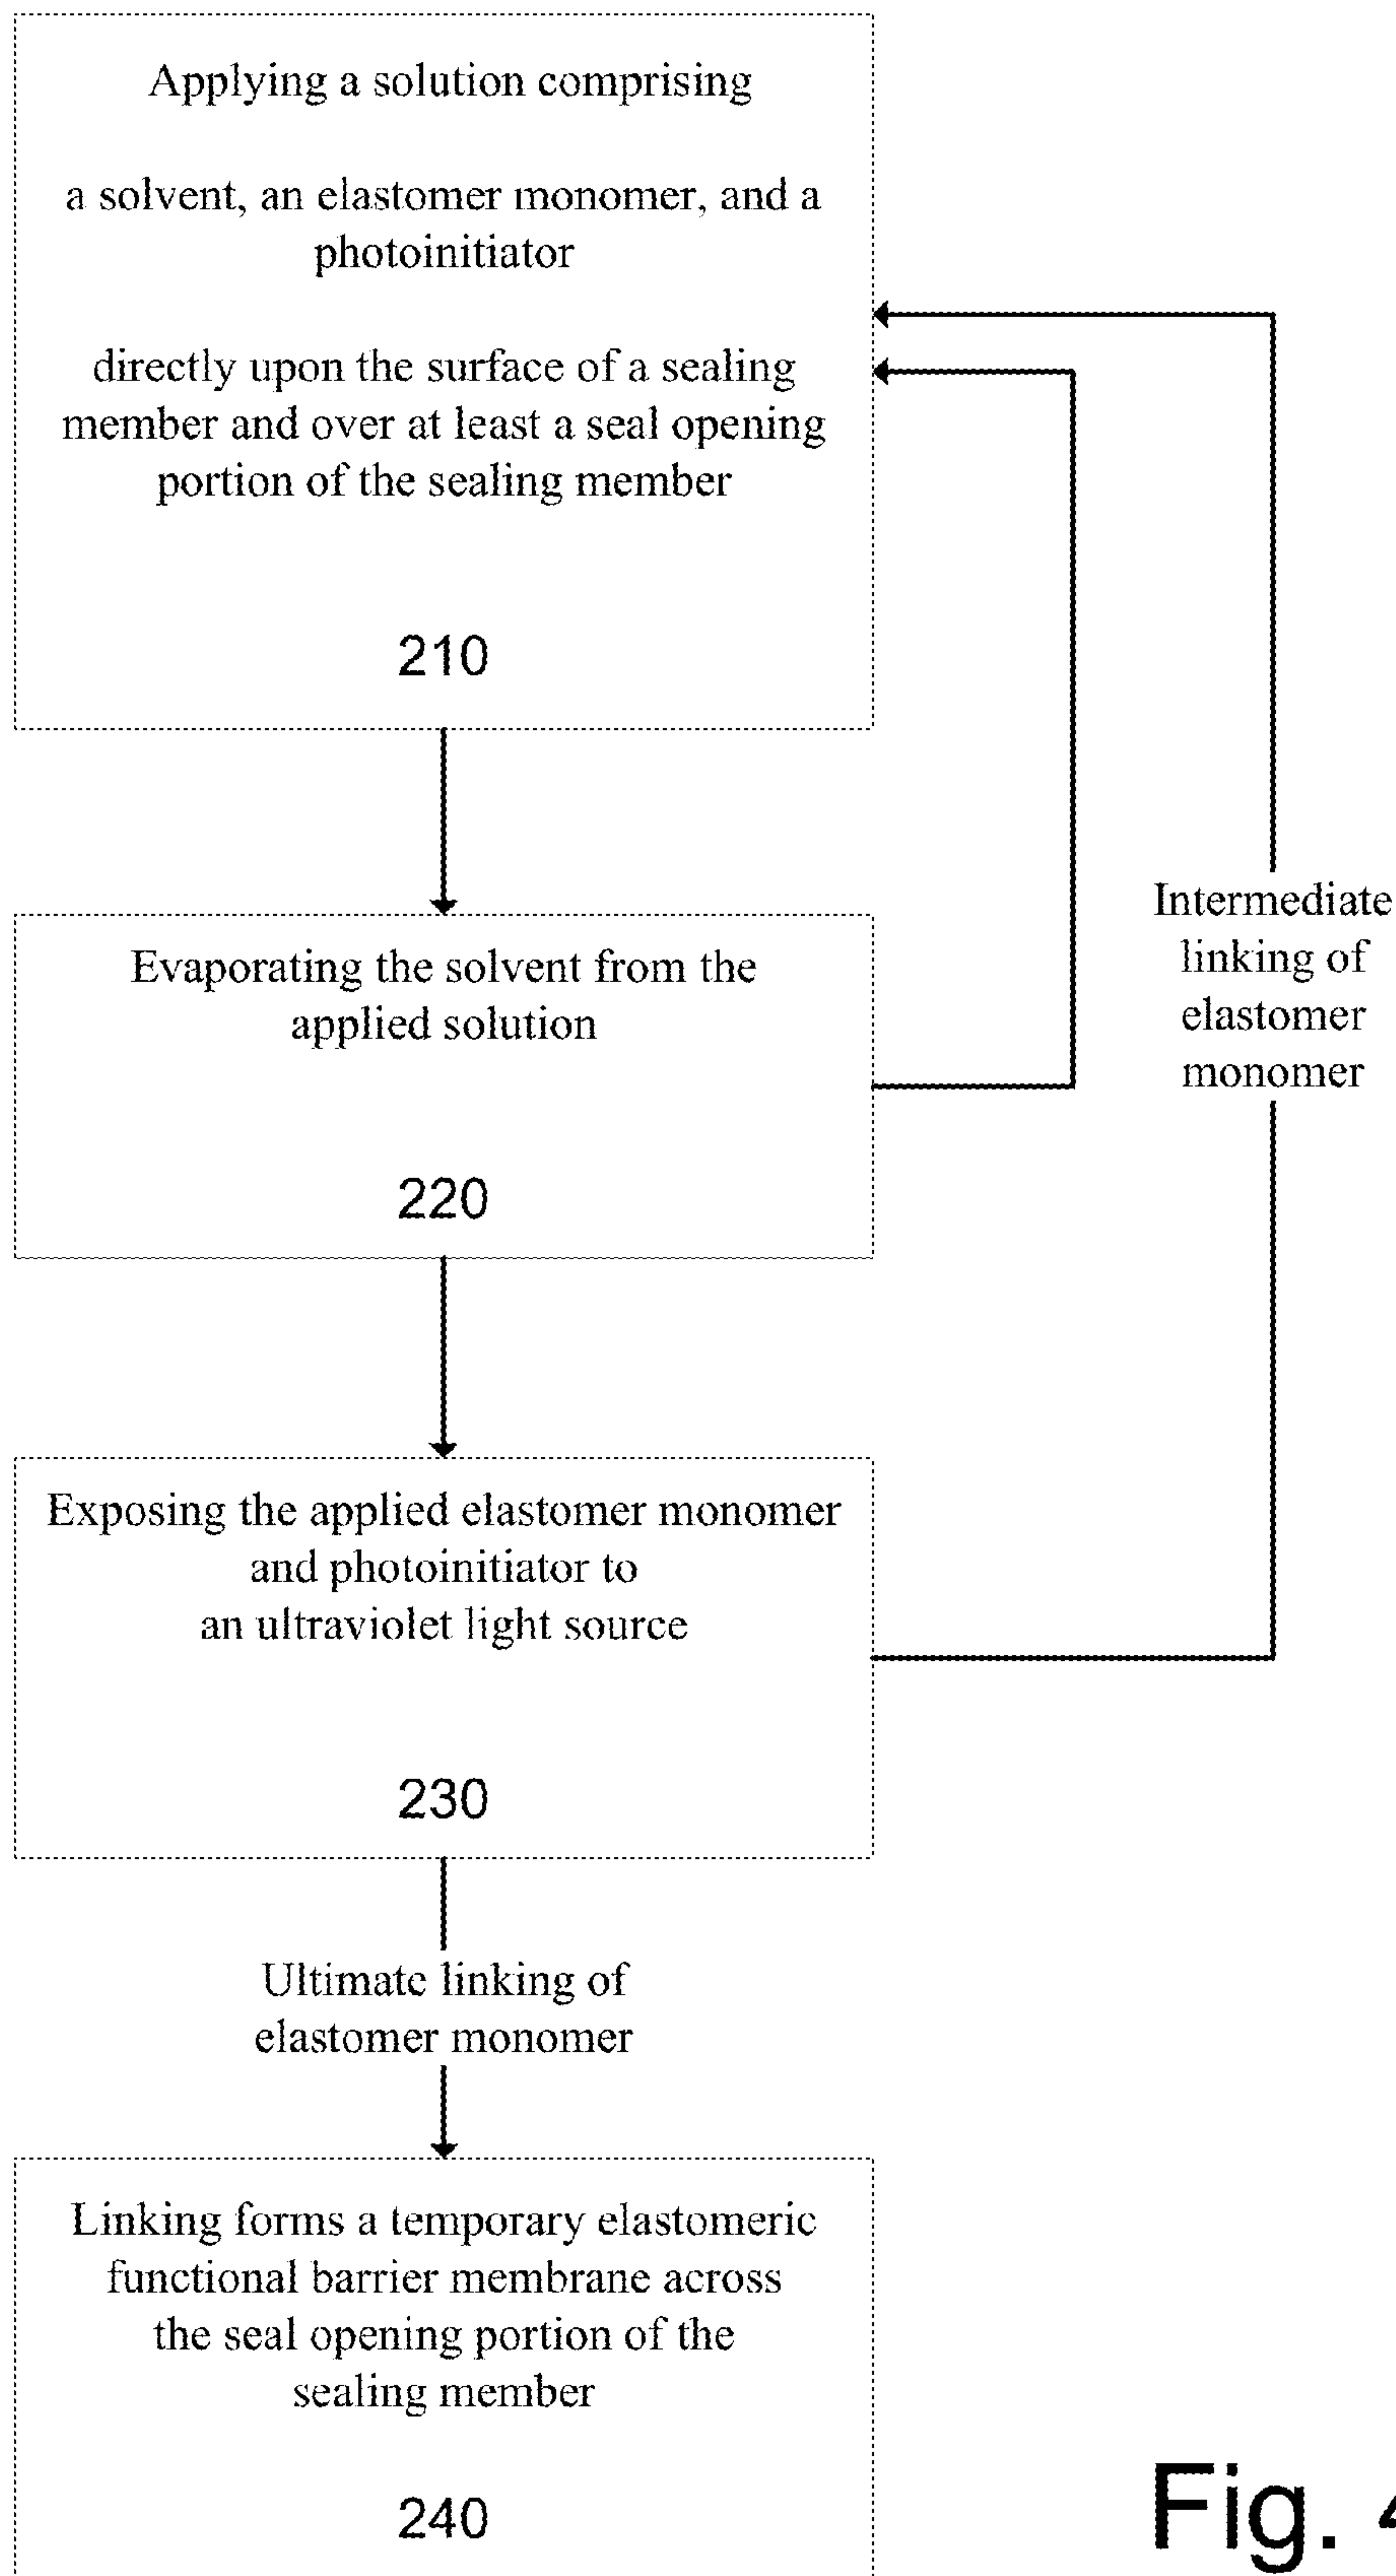 Applying a solution comprising
a solvent, an elastomer monomer, and a
photoinitiator
directly upon the surface of a sealing
member and over at least a seal opening
portion of the sealing member
210
Evaporating the solvent from the
applied solution
220
Intermediate
linking of
elastomer
monomer
Exposing the applied elastomer monomer
and photoinitiator to
an ultraviolet light source
230
Ultimate linking of
elastomer monomer
Linking forms a temporary elastomeric
functional barrier membrane across
the seal opening portion of the
sealing member
240
Fig. 4